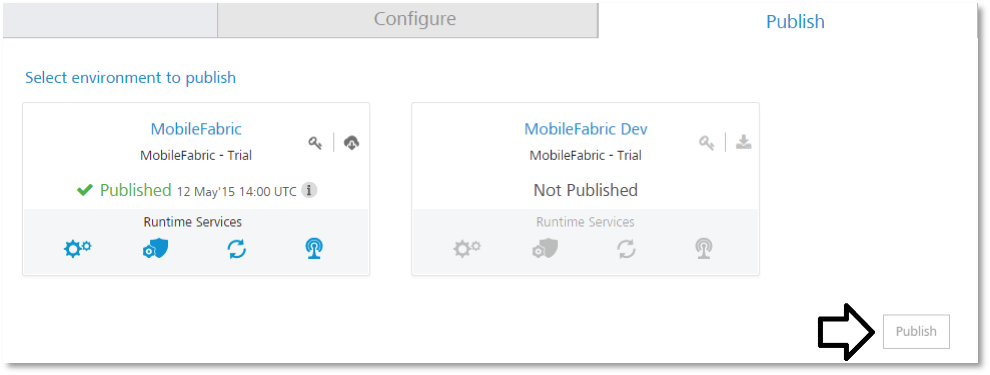 Configure
Publish
Select environment to publish
MobileFabric
MobileFabric - Trial
Published 12 May'15 14:00 UTC i
Runtime Services
MobileFabric Dev
MobileFabric - Trial
Not Published
Runtime Services
Publish